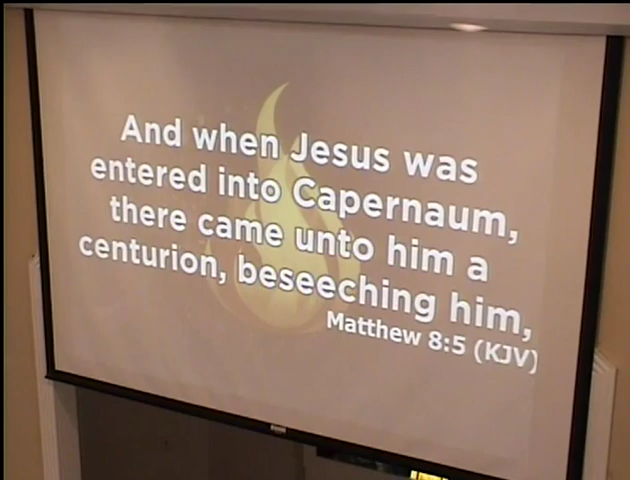 And when Jesus was
entered into Capernaum,
there came unto him a
centurion, beseeching him,
Matthew 8:5 (KJV)